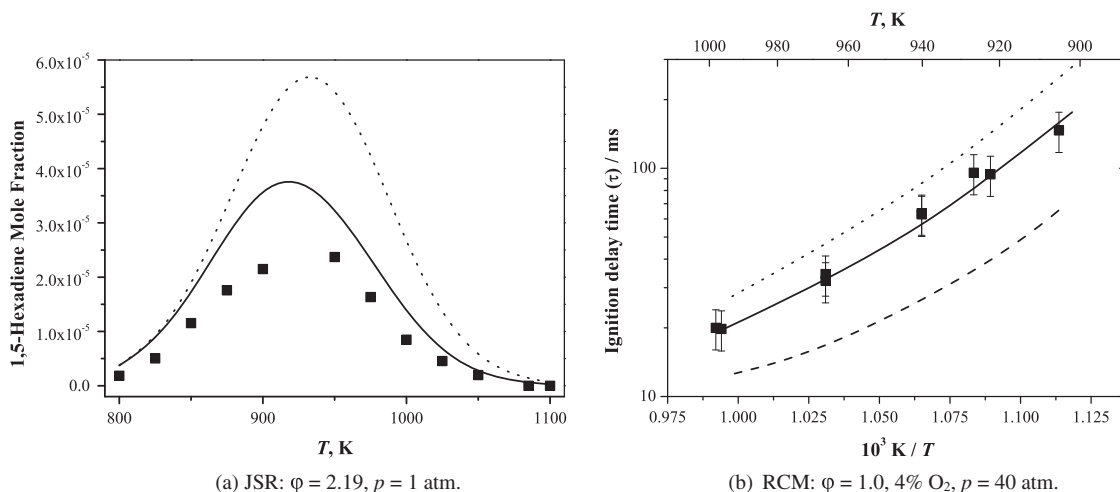 1,5-Hexadiene Mole Fraction
6.0x10⁻⁵
5.0x10⁻⁵
4.0x10⁻⁵
3.0x10⁻⁵
2.0x10⁻⁵
1.0x10⁻⁵
0.0
800 900 1000 1100
T, K
(a) JSR: φ = 2.19, p = 1 atm.
T, K
1000 980 960 940 920 900
Ignition delay time (τ) / ms
100
10
0.975 1.000 1.025 1.050 1.075 1.100 1.125
10³ K / T
(b) RCM: φ = 1.0, 4% O₂, p = 40 atm.